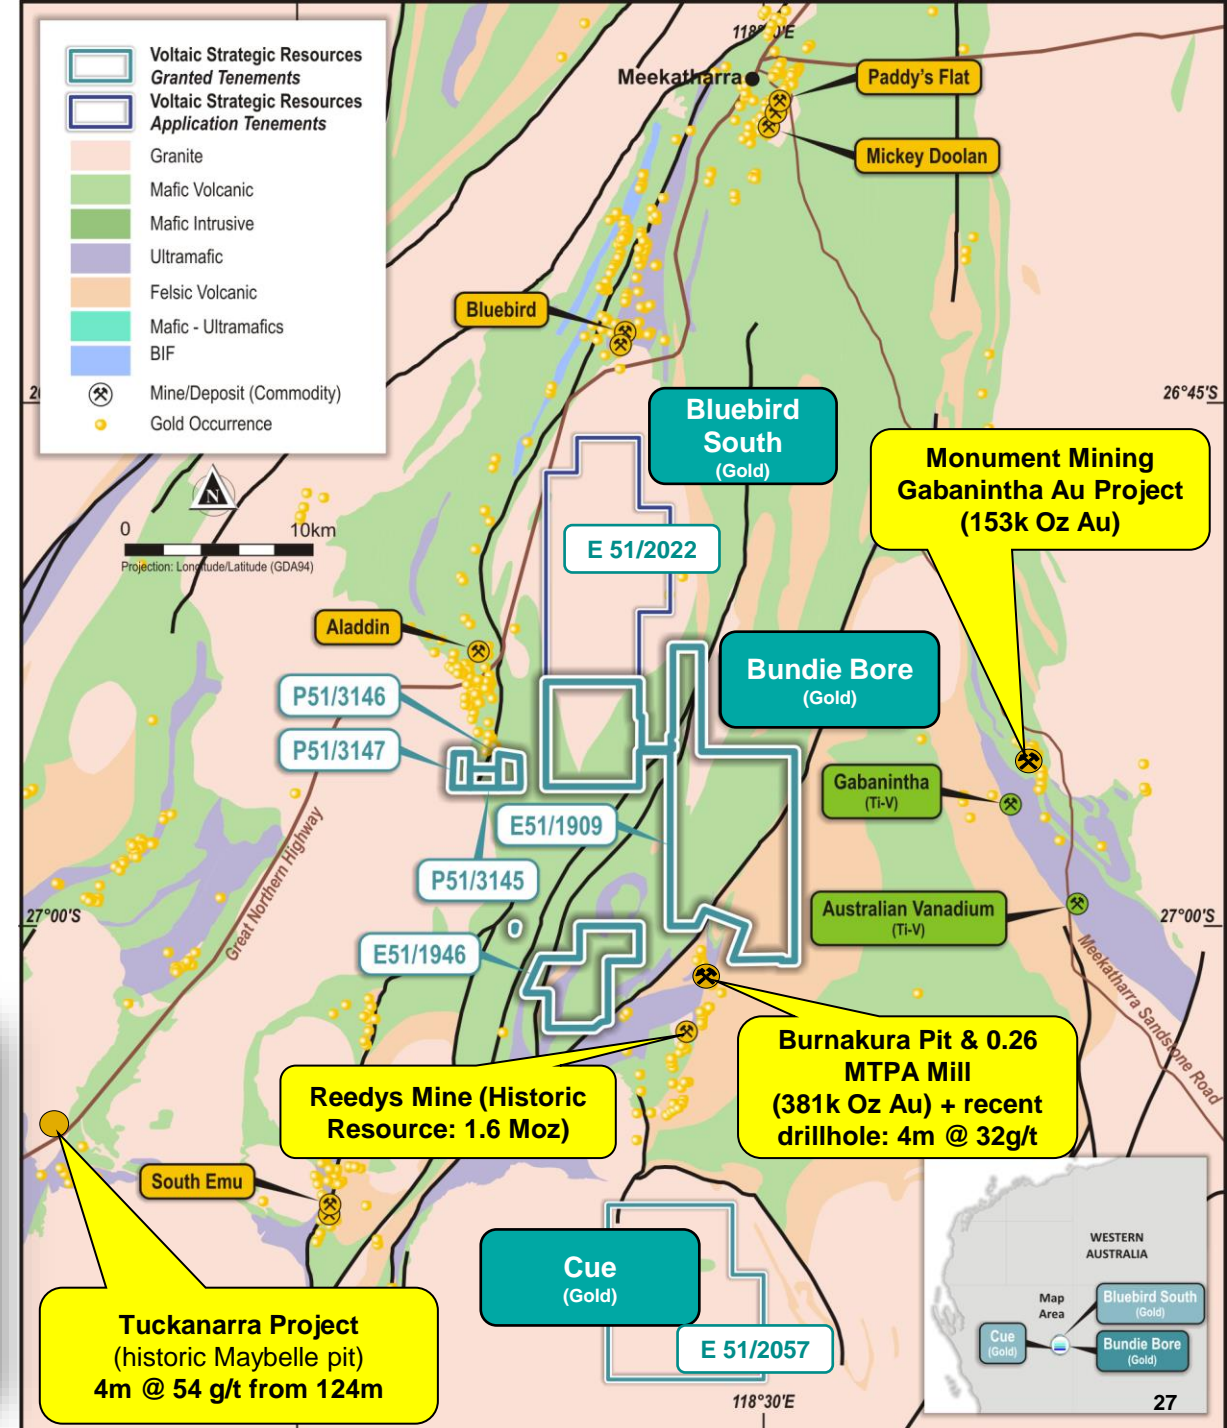 Voltaic Strategic Resources
Granted Tenements
Voltaic Strategic Resources
Application Tenements
Granite
Mafic Volcanic
Mafic Intrusive
Ultramafic
Felsic Volcanic
Mafic - Ultramafics
BIF
Mine/Deposit (Commodity)
Gold Occurrence
N
0 10km
Projection: Longitude/Latitude (GDA94)
Meekatharra
Paddy's Flat
Mickey Doolan
Bluebird
26°45'S
Bluebird
South
(Gold)
Monument Mining
Gabanintha Au Project
(153k Oz Au)
E 51/2022
Aladdin
Bundie Bore
(Gold)
P51/3146
P51/3147
Gabanintha
(Ti-V)
E51/1909
P51/3145
Great Northern Highway
27°00'S
Australian Vanadium
(Ti-V)
27°00'S
E51/1946
Meekatharra Sandstone Road
Reedys Mine (Historic
Resource: 1.6 Moz)
Burnakura Pit & 0.26
MTPA Mill
(381k Oz Au) + recent
drillhole: 4m @ 32g/t
South Emu
Tuckanarra Project
(historic Maybelle pit)
4m @ 54 g/t from 124m
Cue
(Gold)
E 51/2057
118°30'E
WESTERN
AUSTRALIA
Map
Area
Bluebird South
(Gold)
Cue
(Gold)
Bundie Bore
(Gold)
27